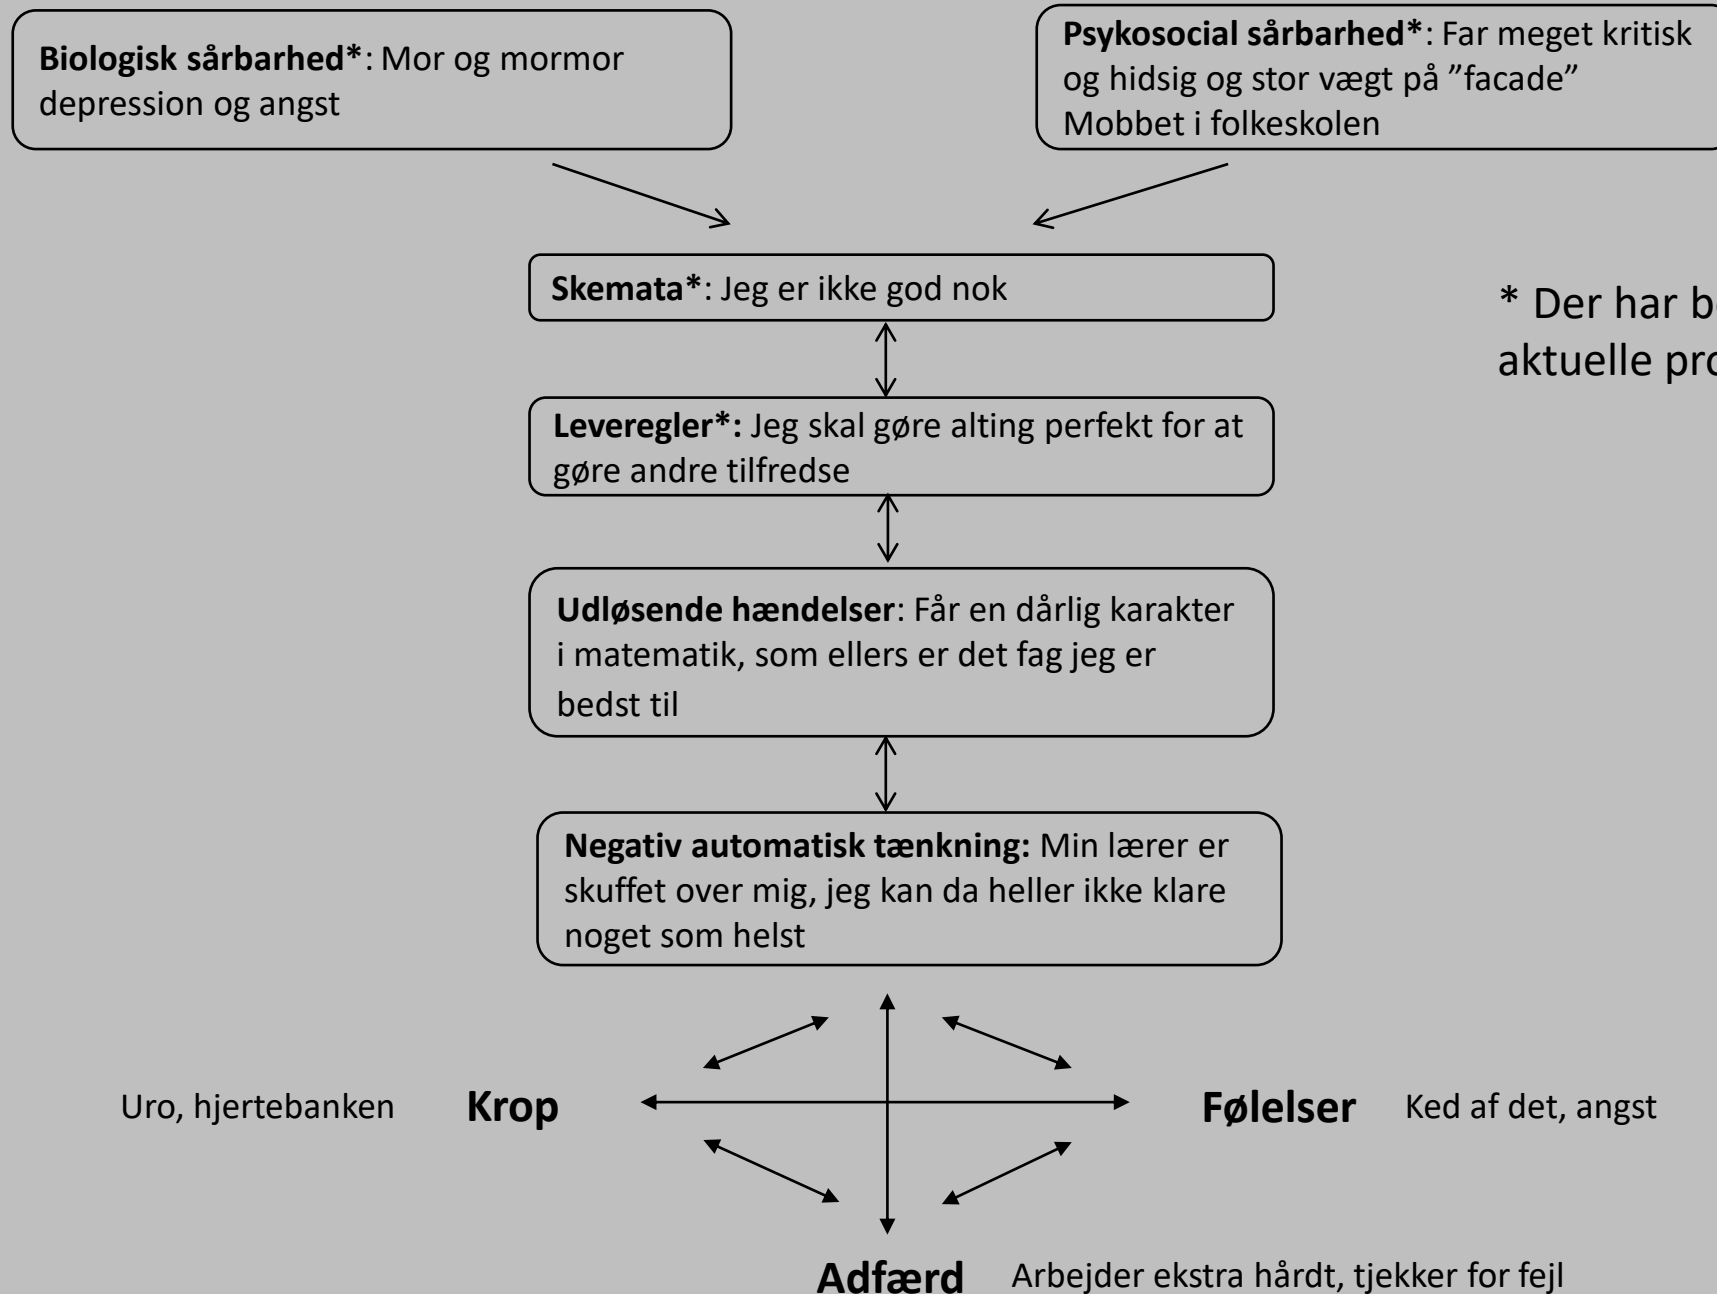 Biologisk sårbarhed*: Mor og mormor
depression og angst
Psykosocial sårbarhed*: Far meget kritisk
og hidsig og stor vægt på ”facade”
Mobbet i folkeskolen
Skemata*: Jeg er ikke god nok
* Der har
aktuelle
Leveregler*: Jeg skal gøre alting perfekt for at
gøre andre tilfredse
Udløsende hændelser: Får en dårlig karakter
i matematik, som ellers er det fag jeg er
bedst til
Negativ automatisk tænkning: Min lærer er
skuffet over mig, jeg kan da heller ikke klare
noget som helst
Uro, hjertebanken Krop Følelser Ked af det, angst
Adfærd Arbejder ekstra hårdt, tjekker for fejl